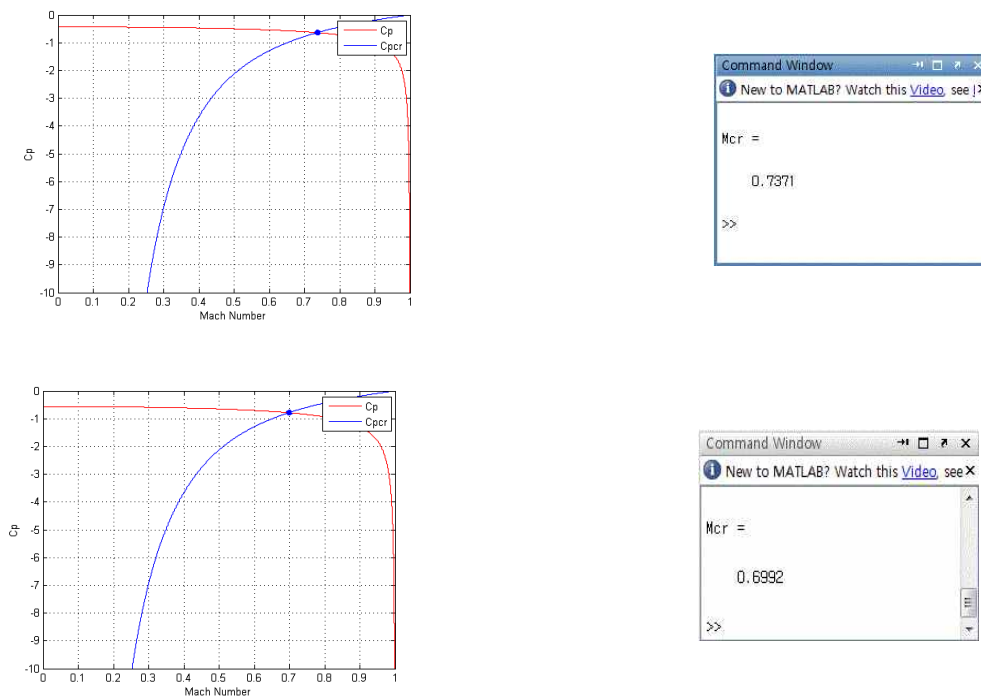 0
-1
-2
-3
-4
-5
-6
-7
-8
-9
-10
Cp
Cp
Cpcr
0 0.1 0.2 0.3 0.4 0.5 0.6 0.7 0.8 0.9 1
Mach Number
Command Window
New to MATLAB? Watch this Video, see
Mcr =
0.7371
>>
0
-1
-2
-3
-4
-5
-6
-7
-8
-9
-10
Cp
Cp
Cpcr
0 0.1 0.2 0.3 0.4 0.5 0.6 0.7 0.8 0.9 1
Mach Number
Command Window
New to MATLAB? Watch this Video, see
Mcr =
0.6992
>>